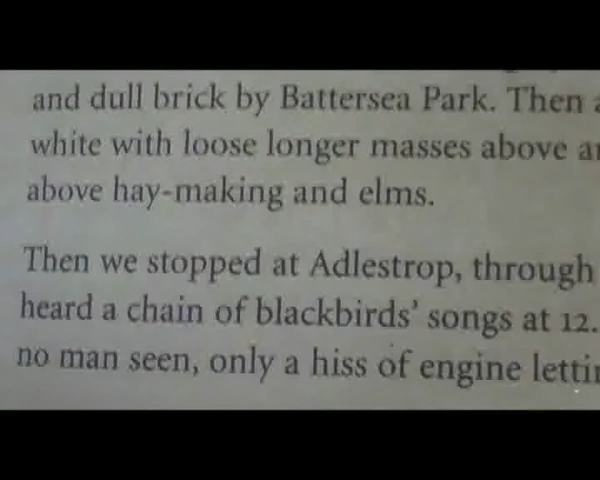 and dull brick by Battersea Park. Then
white with loose longer masses above
above hay-making and elms.
Then we stopped at Adlestrop, through
heard a chain of blackbirds' songs at 12.
no man seen, only a hiss of engine